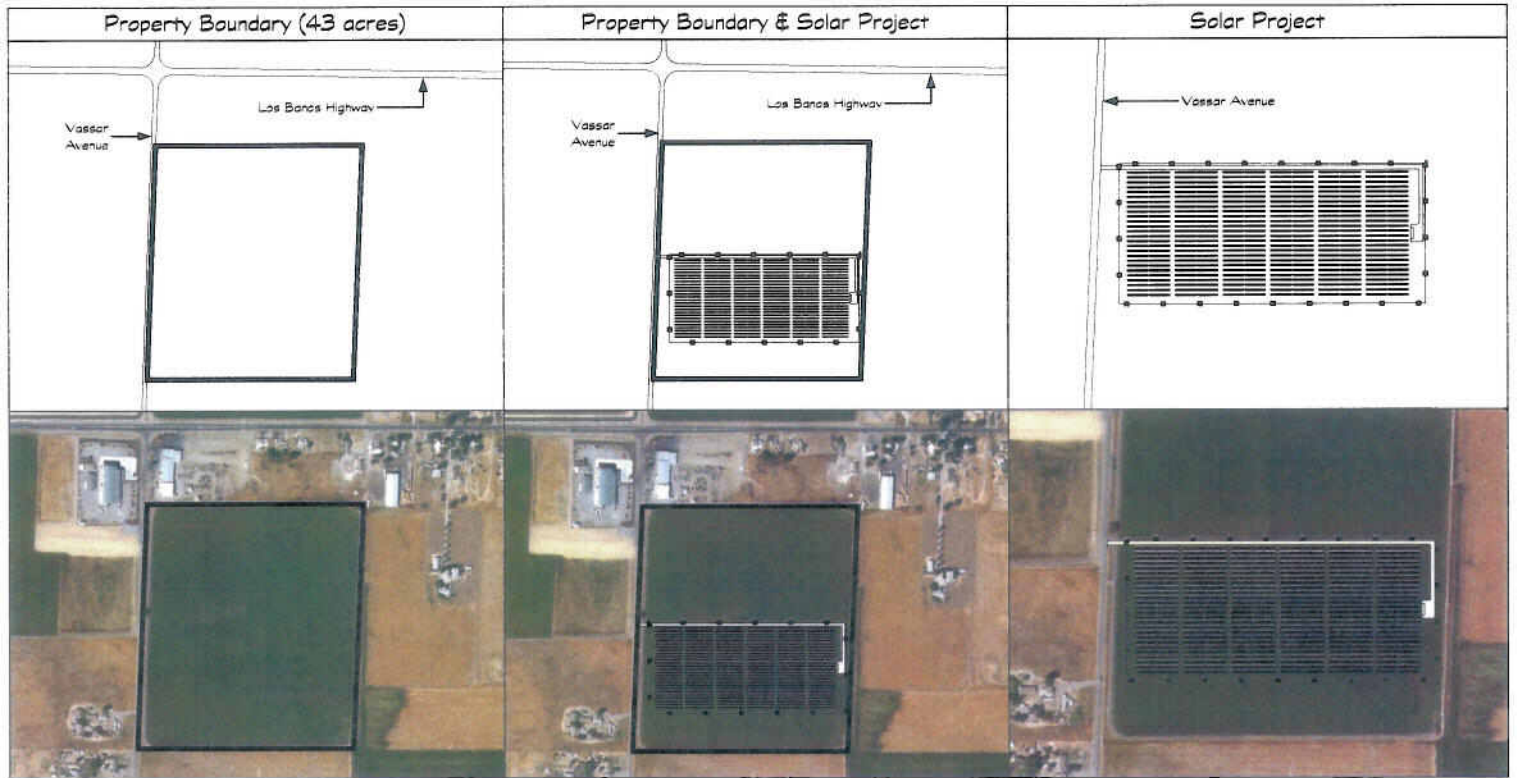 Property Boundary (43 acres)
Property Boundary & Solar Project
Solar Project
Los Banos Highway
Vassar
Avenue
Los Banos Highway
Vassar
Avenue
Vassar Avenue